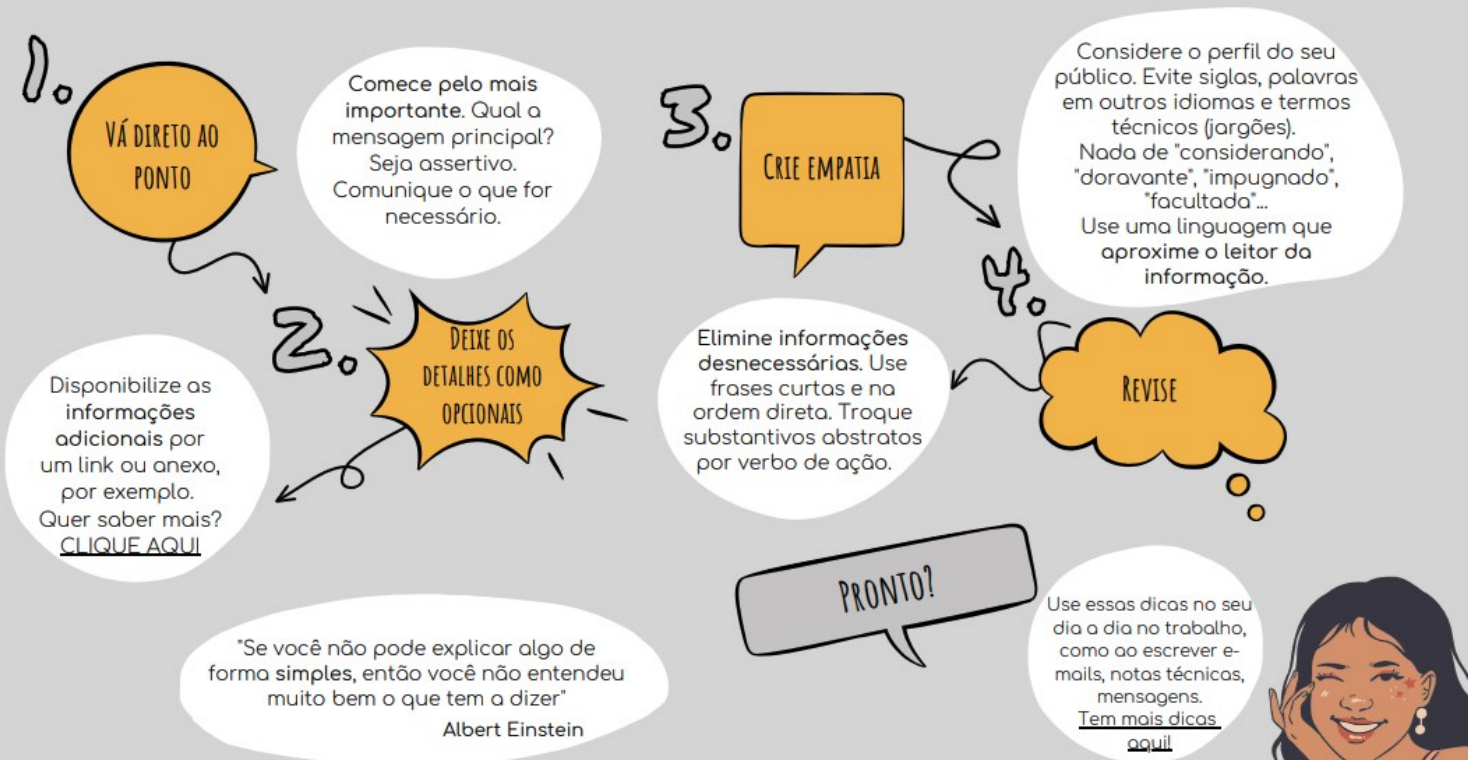 1.
VÁ DIRETO AO
PONTO
Comece pelo mais
importante. Qual a
mensagem principal?
Seja assertivo.
Comunique o que for
necessário.
2.
DEIXE OS
DETALHES COMO
OPCIONAIS
Disponibilize as
informações
adicionais por
um link ou anexo,
por exemplo.
Quer saber mais?
CLIQUE AQUI
3.
CRIE EMPATIA
Considere o perfil do seu
público. Evite siglas, palavras
em outros idiomas e termos
técnicos (jargões).
Nada de "considerando",
"doravante", "impugnado",
"facultada"...
Use uma linguagem que
aproxime o leitor da
informação.
4.
REVISE
Elimine informações
desnecessárias. Use
frases curtas e na
ordem direta. Troque
substantivos abstratos
por verbo de ação.
PRONTO?
Use essas dicas no seu
dia a dia no trabalho,
como ao escrever e-
mails, notas técnicas,
mensagens.
Tem mais dicas
aqui!
"Se você não pode explicar algo de
forma simples, então você não entendeu
muito bem o que tem a dizer"
Albert Einstein